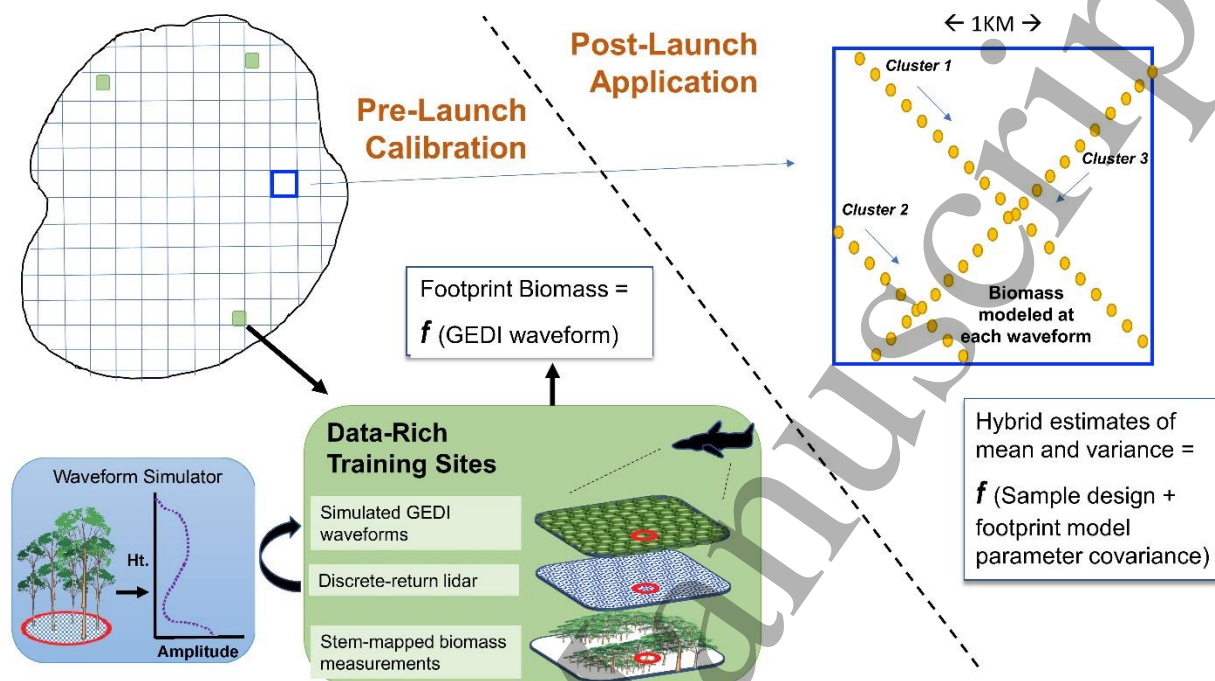 Pre-Launch
Calibration
Post-Launch
Application
← 1KM →
Cluster 1
Cluster 3
Cluster 2
Biomass
modeled at
each waveform
Footprint Biomass =
f (GEDI waveform)
Hybrid estimates of
mean and variance =
f (Sample design +
footprint model
parameter covariance)
Waveform Simulator
Ht.
Amplitude
Data-Rich
Training Sites
Simulated GEDI
waveforms
Discrete-return lidar
Stem-mapped biomass
measurements